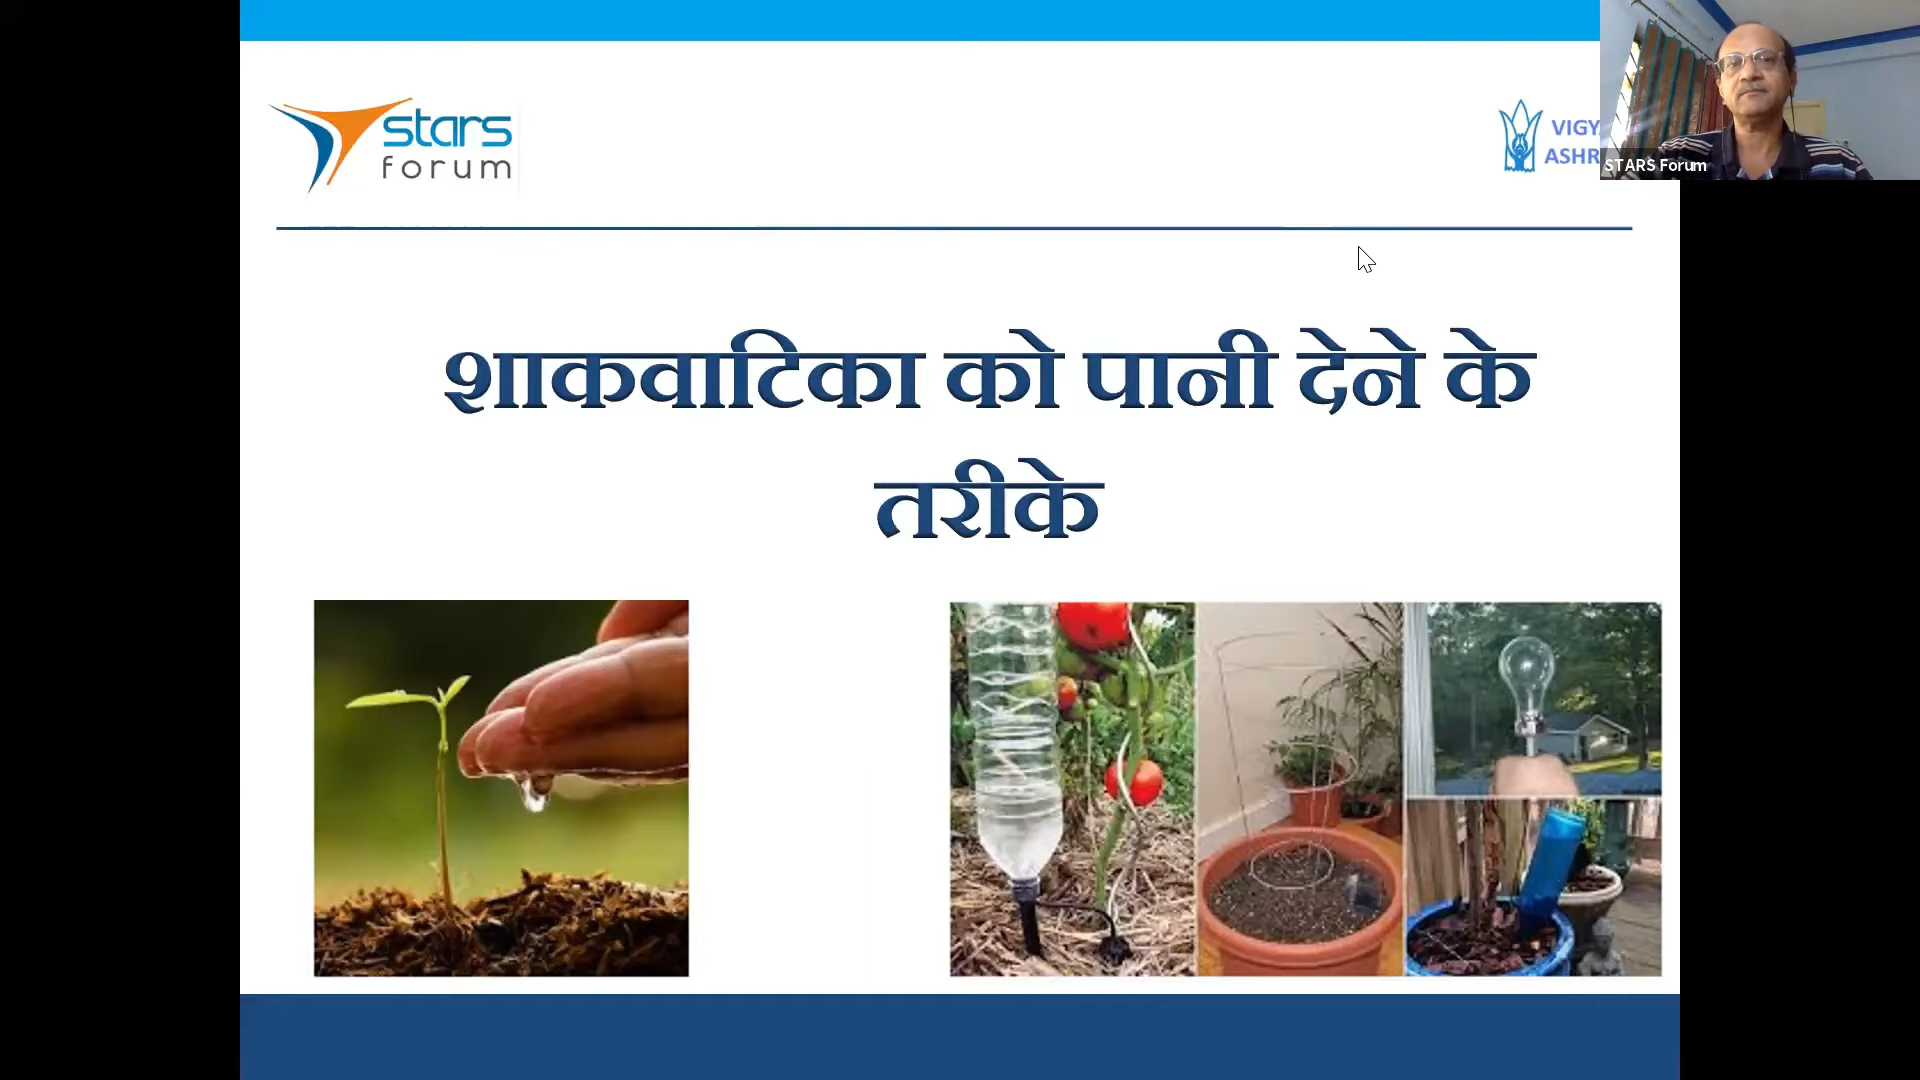 stars
forum
VIGY
ASHR
STARS Forum
शाकवाटिका को पानी देने के
तरीके